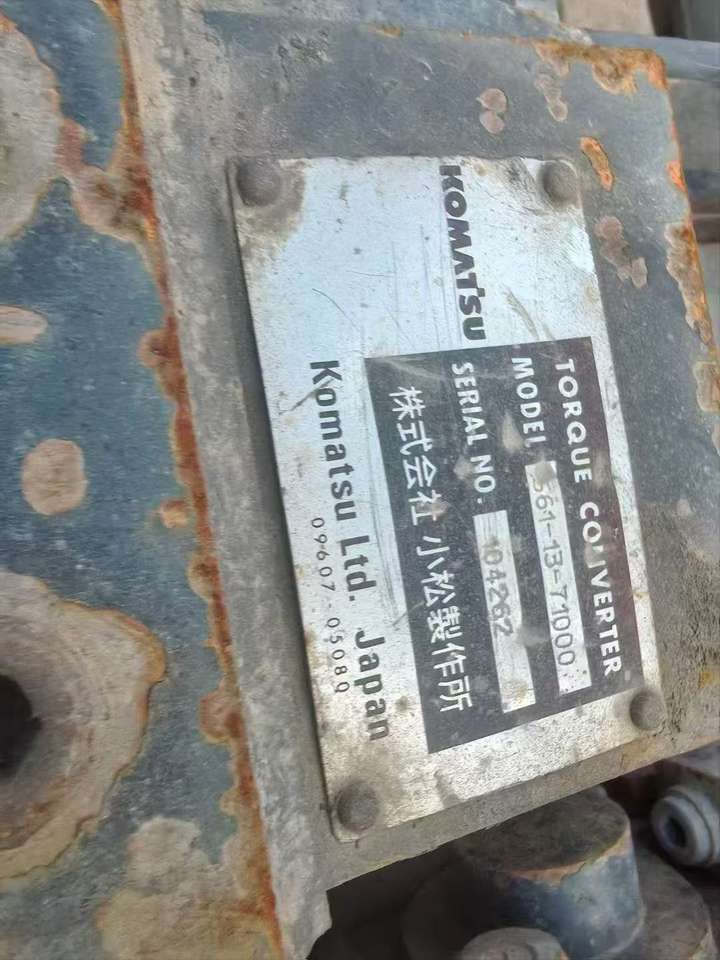 KOMATSU
TORQUE CONVERTER
MODEL 561-13-71000
SERIAL NO. 104262
株式会社 小松製作所
Komatsu Ltd. Japan
09607-05080